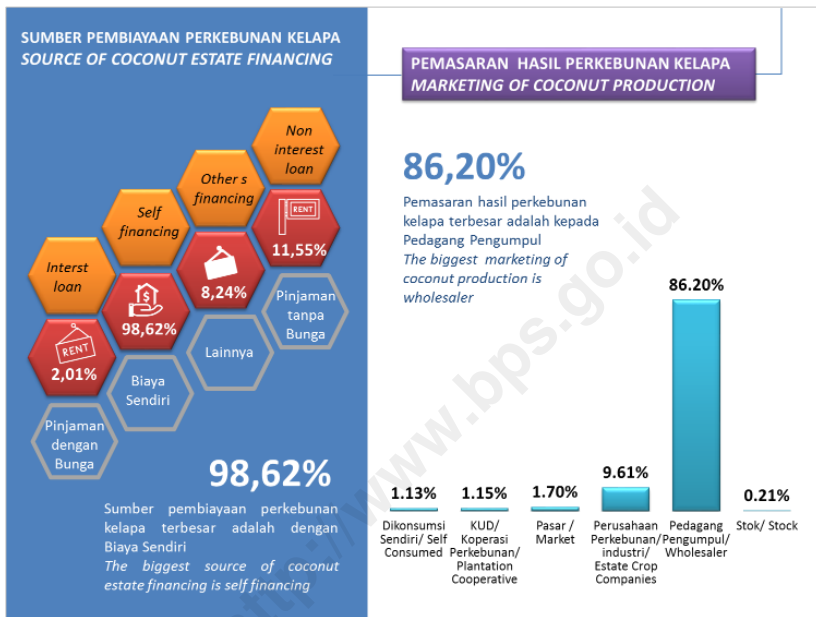 SUMBER PEMBIAYAAN PERKEBUNAN KELAPA
SOURCE OF COCONUT ESTATE FINANCING
Non
interest
loan
Other s
financing
Self
financing
Interst
loan
RENT
11,55%
8,24%
98,62%
RENT
2,01%
Pinjaman
tanpa
Bunga
Lainnya
Biaya
Sendiri
Pinjaman
dengan
Bunga
98,62%
Sumber pembiayaan perkebunan
kelapa terbesar adalah dengan
Biaya Sendiri
The biggest source of coconut
estate financing is self financing
PEMASARAN HASIL PERKEBUNAN KELAPA
MARKETING OF COCONUT PRODUCTION
86,20%
Pemasaran hasil perkebunan
kelapa terbesar adalah kepada
Pedagang Pengumpul
The biggest marketing of
coconut production is
wholesaler
1.13%
1.15%
1.70%
9.61%
86.20%
0.21%
Dikonsumsi
Sendiri/ Self
Consumed
KUD/
Koperasi
Perkebunan/
Plantation
Cooperative
Pasar /
Market
Perusahaan
Perkebunan/
industri/
Estate Crop
Companies
Pedagang
Pengumpul/
Wholesaler
Stok/ Stock
http://www.bps.go.id